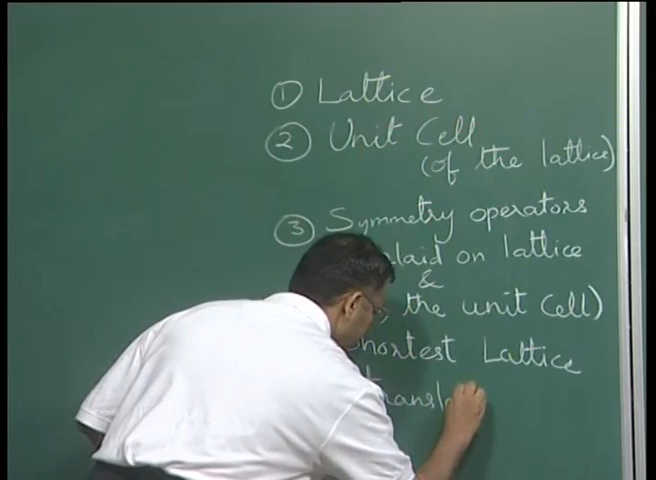 ① Lattice
② Unit Cell
(of the lattice)
③ Symmetry operators
laid on lattice
&
the unit Cell)
Shortest Lattice